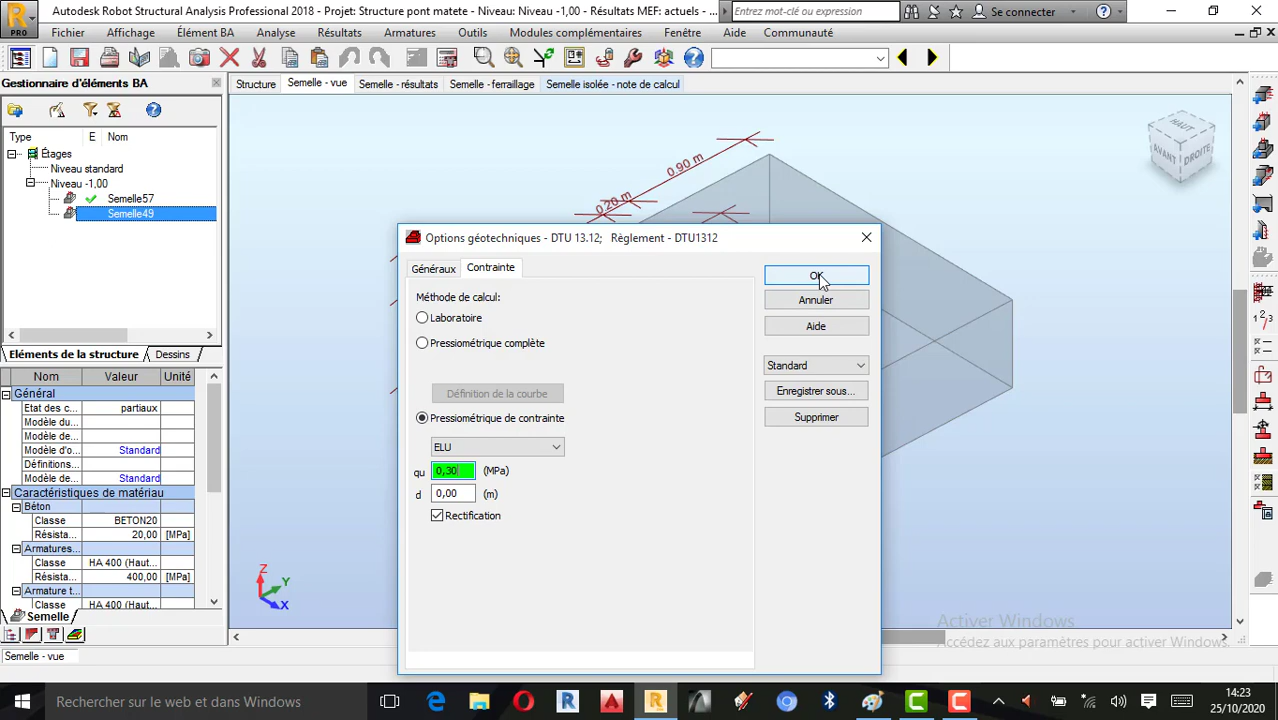 Autodesk Robot Structural Analysis Professional 2018 - Projet: Structure pont matete - Niveau: Niveau -1,00 - Résultats MEF: actuels - ...
Entrez mot-clé ou expression
Se connecter
PRO
Fichier Affichage Élément BA Analyse Résultats Armatures Outils Modules complémentaires Fenêtre Aide Communauté
Gestionnaire d'éléments BA
Structure Semelle - vue Semelle - résultats Semelle - ferraillage Semelle isolée - note de calcul
Type E Nom
Étages
Niveau standard
Niveau -1,00
Semelle57
Semelle49
Eléments de la structure Dessins
Nom Valeur Unité
Général
Etat des c... partiaux
Modèle du...
Modèle de...
Modèle d'o... Standard
Définitions...
Modèle de... Standard
Caractéristiques de matériau
Béton
Classe BETON20
Résista... 20,00 [MPa]
Armatures...
Classe HA 400 (Haut...
Résista... 400,00 [MPa]
Armature t...
Classe HA 400 (Haut...
Semelle
Semelle - vue
0.90 m
0.20 m
HAUT
AVANT
DROITE
Options géotechniques - DTU 13.12; Règlement - DTU1312
Généraux Contrainte
Méthode de calcul:
Laboratoire
Pressiométrique complète
Définition de la courbe
Pressiométrique de contrainte
ELU
qu 0,30 (MPa)
d 0,00 (m)
Rectification
OK
Annuler
Aide
Standard
Enregistrer sous...
Supprimer
Z
Y
X
Activer Windows
Accédez aux paramètres pour activer Windows.
Rechercher sur le web et dans Windows
14:23
25/10/2020